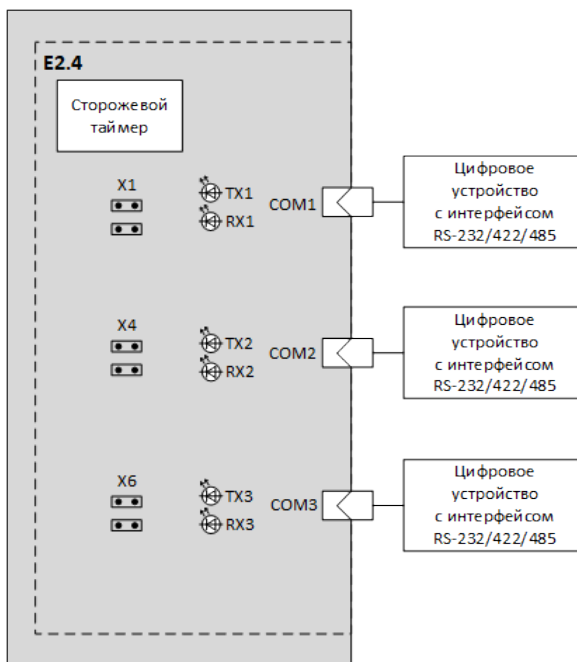 E2.4
Сторожевой
таймер
X1
TX1
RX1
COM1
Цифровое
устройство
с интерфейсом
RS-232/422/485
X4
TX2
RX2
COM2
Цифровое
устройство
с интерфейсом
RS-232/422/485
X6
TX3
RX3
COM3
Цифровое
устройство
с интерфейсом
RS-232/422/485